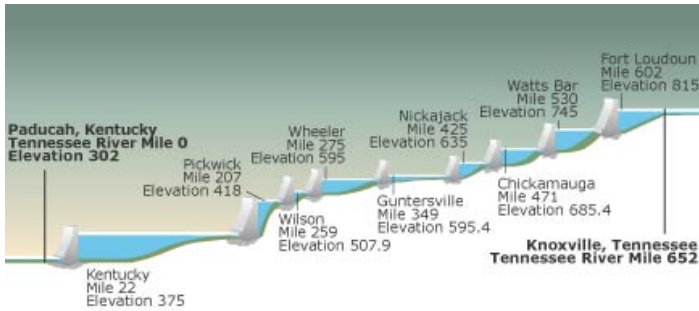 Paducah, Kentucky
Tennessee River Mile 0
Elevation 302
Kentucky
Mile 22
Elevation 375
Pickwick
Mile 207
Elevation 418
Wilson
Mile 259
Elevation 507.9
Wheeler
Mile 275
Elevation 595
Guntersville
Mile 349
Elevation 595.4
Nickajack
Mile 425
Elevation 635
Chickamauga
Mile 471
Elevation 685.4
Watts Bar
Mile 530
Elevation 745
Fort Loudoun
Mile 602
Elevation 815
Knoxville, Tennessee
Tennessee River Mile 652